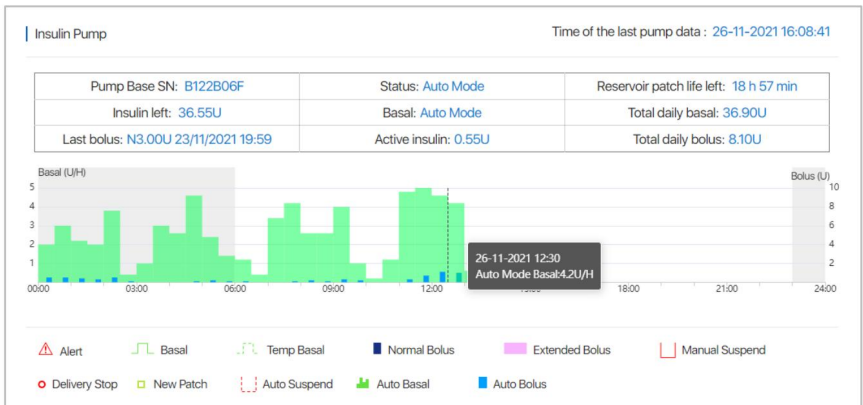 Insulin Pump
Time of the last pump data : 26-11-2021 16:08:41
Pump Base SN: B122B06F
Status: Auto Mode
Reservoir patch life left: 18 h 57 min
Insulin left: 36.55U
Basal: Auto Mode
Total daily basal: 36.90U
Last bolus: N3.00U 23/11/2021 19:59
Active insulin: 0.55U
Total daily bolus: 8.10U
Basal (U/H)
Bolus (U)
5
4
3
2
1
10
8
6
4
2
26-11-2021 12:30
Auto Mode Basal:4.2U/H
00:00
03:00
06:00
09:00
12:00
18:00
21:00
24:00
Alert
Basal
Temp Basal
Normal Bolus
Extended Bolus
Manual Suspend
Delivery Stop
New Patch
Auto Suspend
Auto Basal
Auto Bolus